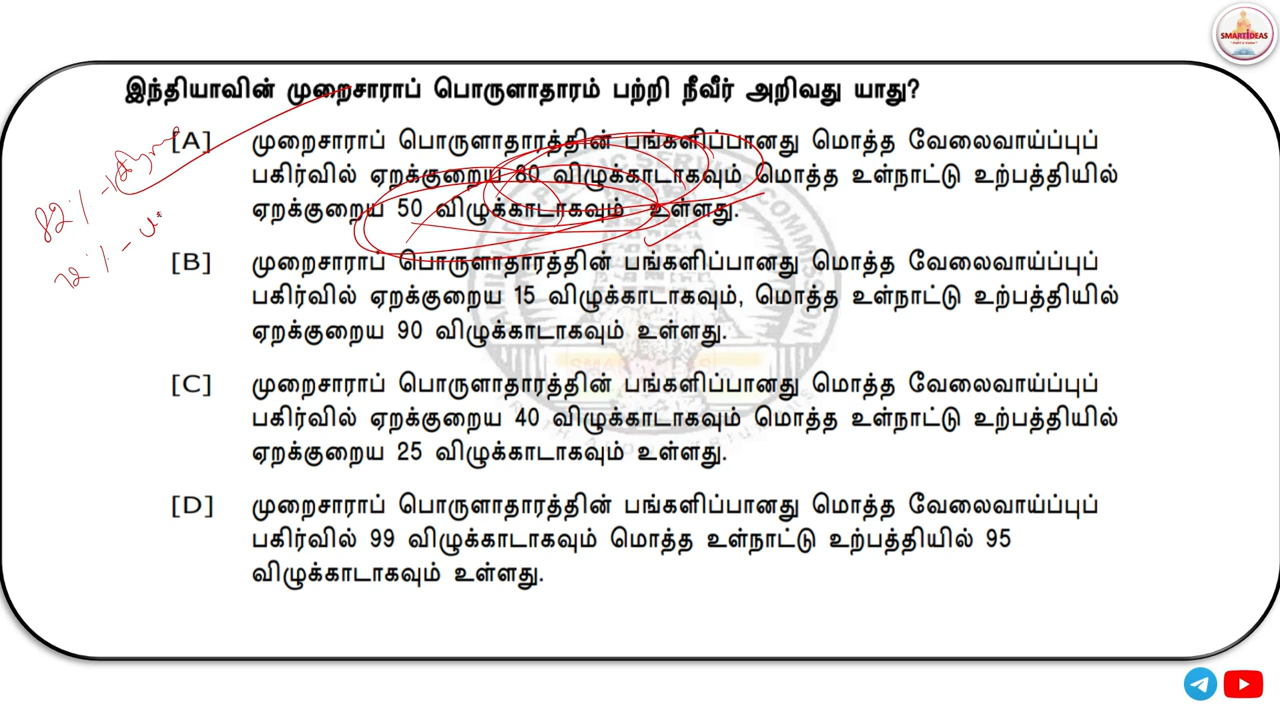 SMARTIDEAS
இந்தியாவின் முறைசாராப் பொருளாதாரம் பற்றி நீவீர் அறிவது யாது?
[A] முறைசாராப் பொருளாதாரத்தின் பங்களிப்பானது மொத்த வேலைவாய்ப்புப்
பகிர்வில் ஏறக்குறைய 80 விழுக்காடாகவும் மொத்த உள்நாட்டு உற்பத்தியில்
ஏறக்குறைய 50 விழுக்காடாகவும் உள்ளது.
[B] முறைசாராப் பொருளாதாரத்தின் பங்களிப்பானது மொத்த வேலைவாய்ப்புப்
பகிர்வில் ஏறக்குறைய 15 விழுக்காடாகவும், மொத்த உள்நாட்டு உற்பத்தியில்
ஏறக்குறைய 90 விழுக்காடாகவும் உள்ளது.
[C] முறைசாராப் பொருளாதாரத்தின் பங்களிப்பானது மொத்த வேலைவாய்ப்புப்
பகிர்வில் ஏறக்குறைய 40 விழுக்காடாகவும் மொத்த உள்நாட்டு உற்பத்தியில்
ஏறக்குறைய 25 விழுக்காடாகவும் உள்ளது.
[D] முறைசாராப் பொருளாதாரத்தின் பங்களிப்பானது மொத்த வேலைவாய்ப்புப்
பகிர்வில் 99 விழுக்காடாகவும் மொத்த உள்நாட்டு உற்பத்தியில் 95
விழுக்காடாகவும் உள்ளது.
82% -
72% -